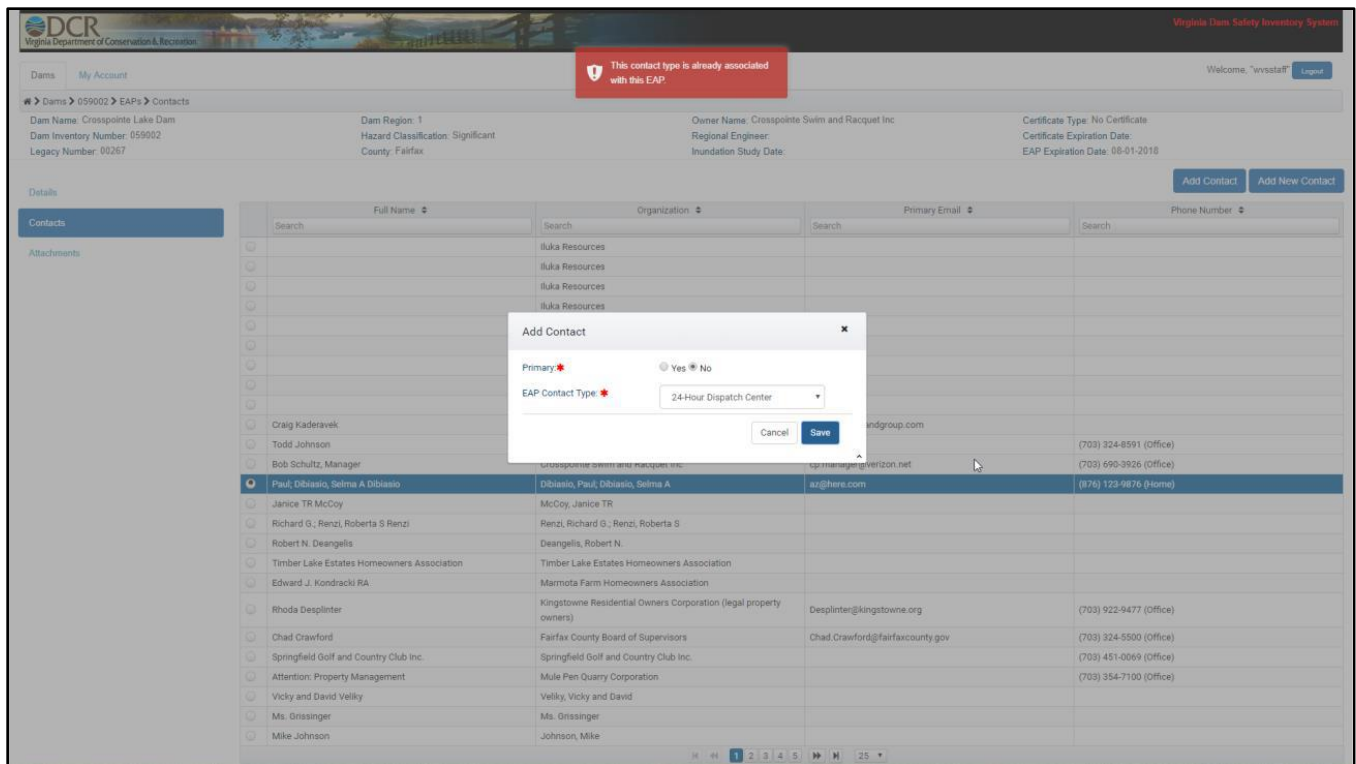 DCR
Virginia Department of Conservation & Recreation
Virginia Dam Safety Inventory System
This contact type is already associated
with this EAP.
Dams My Account
Welcome, "wvsstaff" Logout
Dams 059002 EAPs Contacts
Dam Name: Crosspointe Lake Dam Dam Region: 1 Owner Name: Crosspointe Swim and Racquet Inc Certificate Type: No Certificate
Dam Inventory Number: 059002 Hazard Classification: Significant Regional Engineer: Certificate Expiration Date:
Legacy Number: 00267 County: Fairfax Inundation Study Date: EAP Expiration Date: 08-01-2018
Add Contact Add New Contact
Details
Contacts
Attachments
Full Name Organization Primary Email Phone Number
Search Search Search Search
Iluka Resources
Iluka Resources
Iluka Resources
Iluka Resources
Add Contact
Primary: Yes No
EAP Contact Type: 24-Hour Dispatch Center
Cancel Save
Craig Kaderavek andgroup.com
Todd Johnson (703) 324-8591 (Office)
Bob Schultz, Manager Crosspointe Swim and Racquet Inc cp.manager@verizon.net (703) 690-3926 (Office)
Paul; Dibiasio, Selma A Dibiasio Dibiasio, Paul; Dibiasio, Selma A az@here.com (876) 123-9876 (Home)
Janice TR McCoy McCoy, Janice TR
Richard G.; Renzi, Roberta S Renzi Renzi, Richard G.; Renzi, Roberta S
Robert N. Deangelis Deangelis, Robert N.
Timber Lake Estates Homeowners Association Timber Lake Estates Homeowners Association
Edward J. Kondracki RA Marmota Farm Homeowners Association
Rhoda Desplinter Kingstowne Residential Owners Corporation (legal property
owners) Desplinter@kingstowne.org (703) 922-9477 (Office)
Chad Crawford Fairfax County Board of Supervisors Chad.Crawford@fairfaxcounty.gov (703) 324-5500 (Office)
Springfield Golf and Country Club Inc. Springfield Golf and Country Club Inc. (703) 451-0069 (Office)
Attention: Property Management Mule Pen Quarry Corporation (703) 354-7100 (Office)
Vicky and David Veliky Veliky, Vicky and David
Ms. Grissinger Ms. Grissinger
Mike Johnson Johnson, Mike
1 2 3 4 5 25